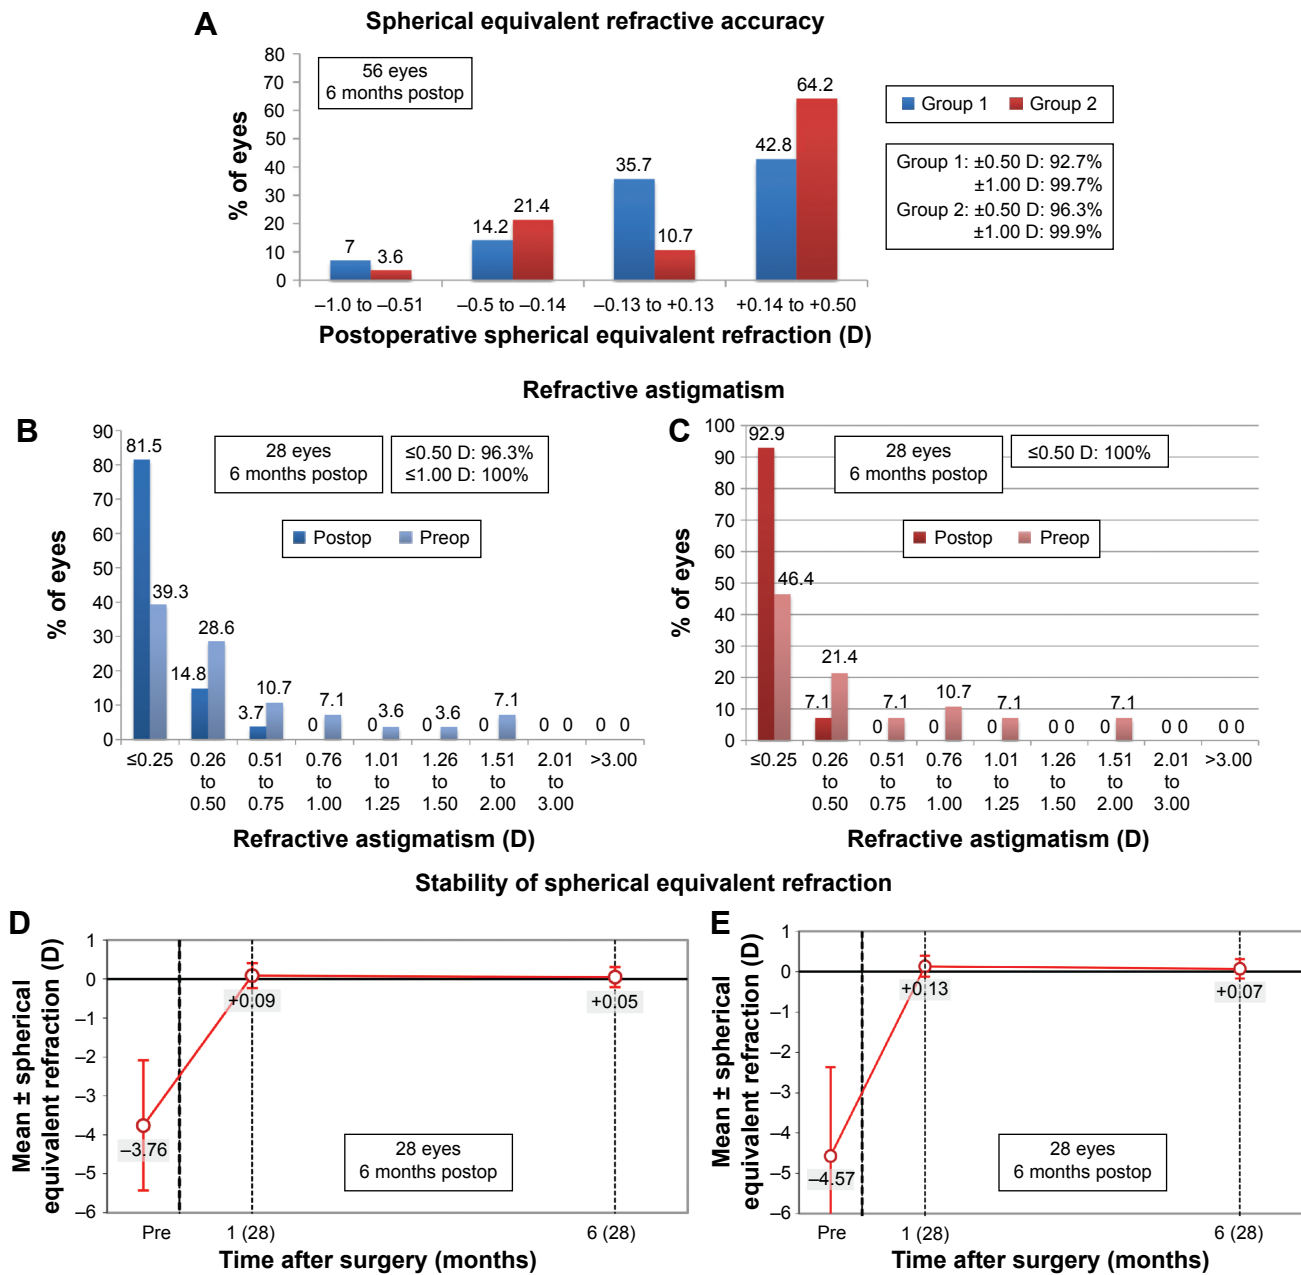 A
Spherical equivalent refractive accuracy
% of eyes
80
70
60
50
40
30
20
10
0
56 eyes
6 months postop
7
3.6
14.2
21.4
35.7
10.7
42.8
64.2
–1.0 to –0.51
–0.5 to –0.14
–0.13 to +0.13
+0.14 to +0.50
Postoperative spherical equivalent refraction (D)
Group 1
Group 2
Group 1: ±0.50 D: 92.7%
±1.00 D: 99.7%
Group 2: ±0.50 D: 96.3%
±1.00 D: 99.9%
Refractive astigmatism
B
% of eyes
90
80
70
60
50
40
30
20
10
0
28 eyes
6 months postop
≤0.50 D: 96.3%
≤1.00 D: 100%
Postop
Preop
81.5
39.3
14.8
28.6
3.7
10.7
0
7.1
0
3.6
0
3.6
0
7.1
0 0
0 0
≤0.25
0.26 to 0.50
0.51 to 0.75
0.76 to 1.00
1.01 to 1.25
1.26 to 1.50
1.51 to 2.00
2.01 to 3.00
>3.00
Refractive astigmatism (D)
C
% of eyes
100
90
80
70
60
50
40
30
20
10
0
28 eyes
6 months postop
≤0.50 D: 100%
Postop
Preop
92.9
46.4
7.1
21.4
0
7.1
0
10.7
0
7.1
0 0
0
7.1
0 0
0 0
≤0.25
0.26 to 0.50
0.51 to 0.75
0.76 to 1.00
1.01 to 1.25
1.26 to 1.50
1.51 to 2.00
2.01 to 3.00
>3.00
Refractive astigmatism (D)
Stability of spherical equivalent refraction
D
Mean ± spherical
equivalent refraction (D)
1
0
–1
–2
–3
–4
–5
–6
–3.76
+0.09
+0.05
28 eyes
6 months postop
Pre
1 (28)
6 (28)
Time after surgery (months)
E
Mean ± spherical
equivalent refraction (D)
1
0
–1
–2
–3
–4
–5
–6
–4.57
+0.13
+0.07
28 eyes
6 months postop
Pre
1 (28)
6 (28)
Time after surgery (months)